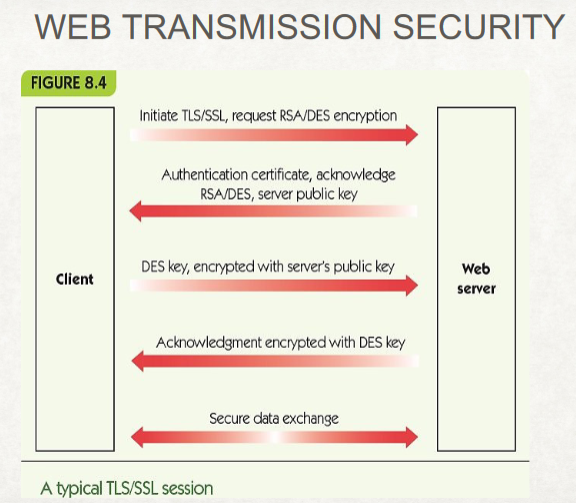 WEB TRANSMISSION SECURITY
FIGURE 8.4
Initiate TLS/SSL, request RSA/DES encryption
Authentication certificate, acknowledge
RSA/DES, server public key
DES key, encrypted with server's public key
Client
Web
server
Acknowledgment encrypted with DES key
Secure data exchange
A typical TLS/SSL session